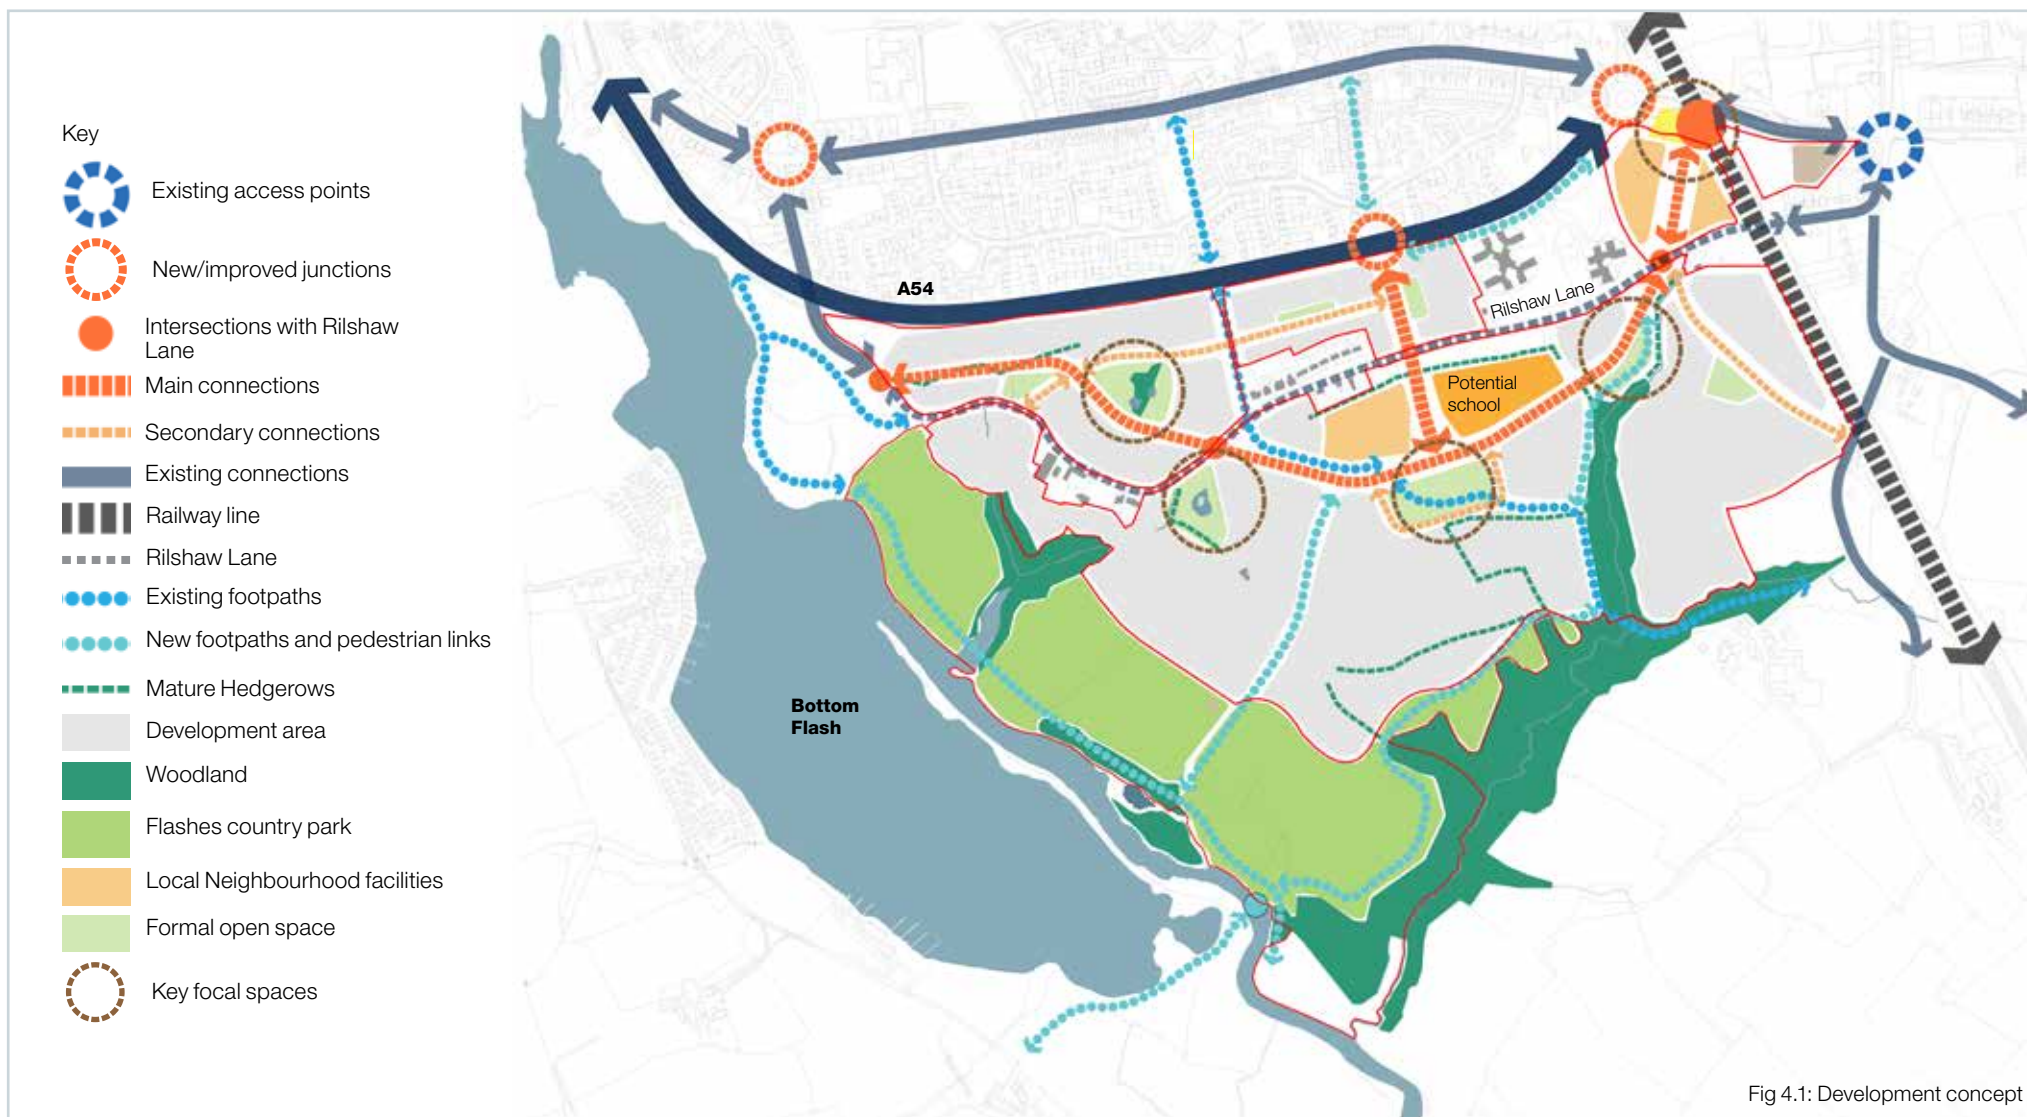 Key
Existing access points
New/improved junctions
Intersections with Rilshaw
Lane
Main connections
Secondary connections
Existing connections
Railway line
Rilshaw Lane
Existing footpaths
New footpaths and pedestrian links
Mature Hedgerows
Development area
Woodland
Flashes country park
Local Neighbourhood facilities
Formal open space
Key focal spaces
A54
Rilshaw Lane
Potential
school
Bottom
Flash
Fig 4.1: Development concept